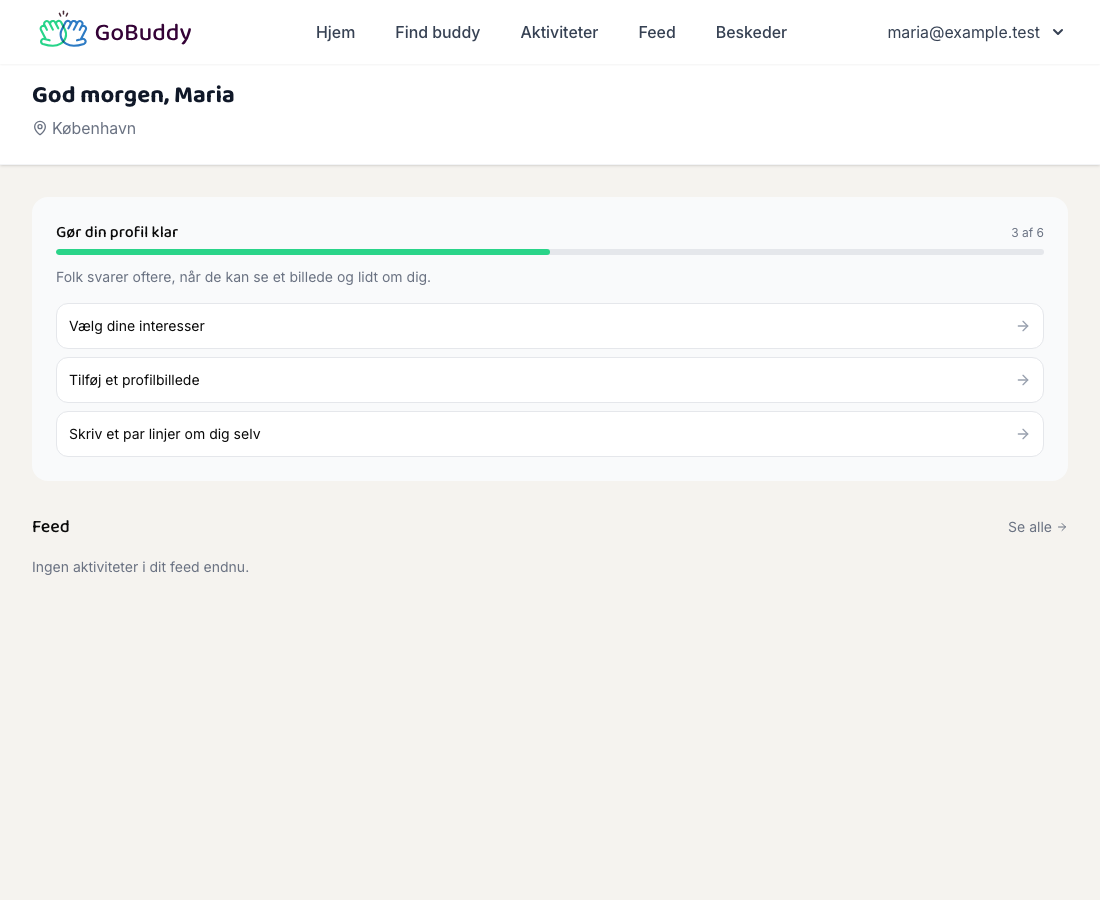 GoBuddy
Hjem
Find buddy
Aktiviteter
Feed
Beskeder
maria@example.test
God morgen, Maria
København
Gør din profil klar
3 af 6
Folk svarer oftere, når de kan se et billede og lidt om dig.
Vælg dine interesser
Tilføj et profilbillede
Skriv et par linjer om dig selv
Feed
Se alle
Ingen aktiviteter i dit feed endnu.